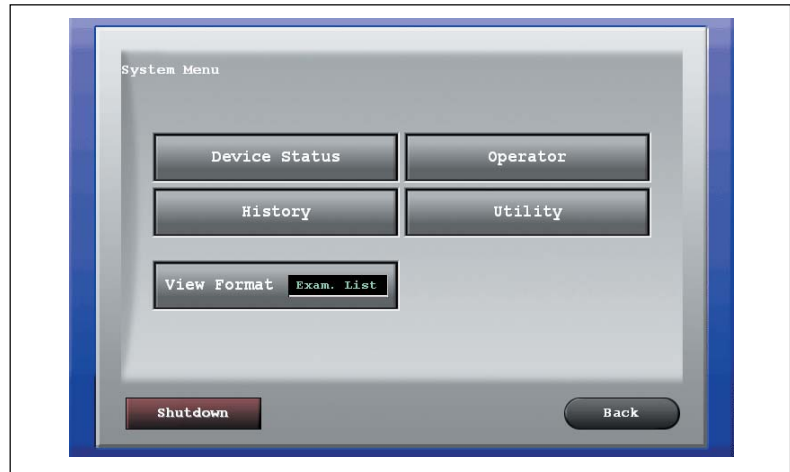 System Menu
Device Status
Operator
History
Utility
View Format Exam. List
Shutdown
Back